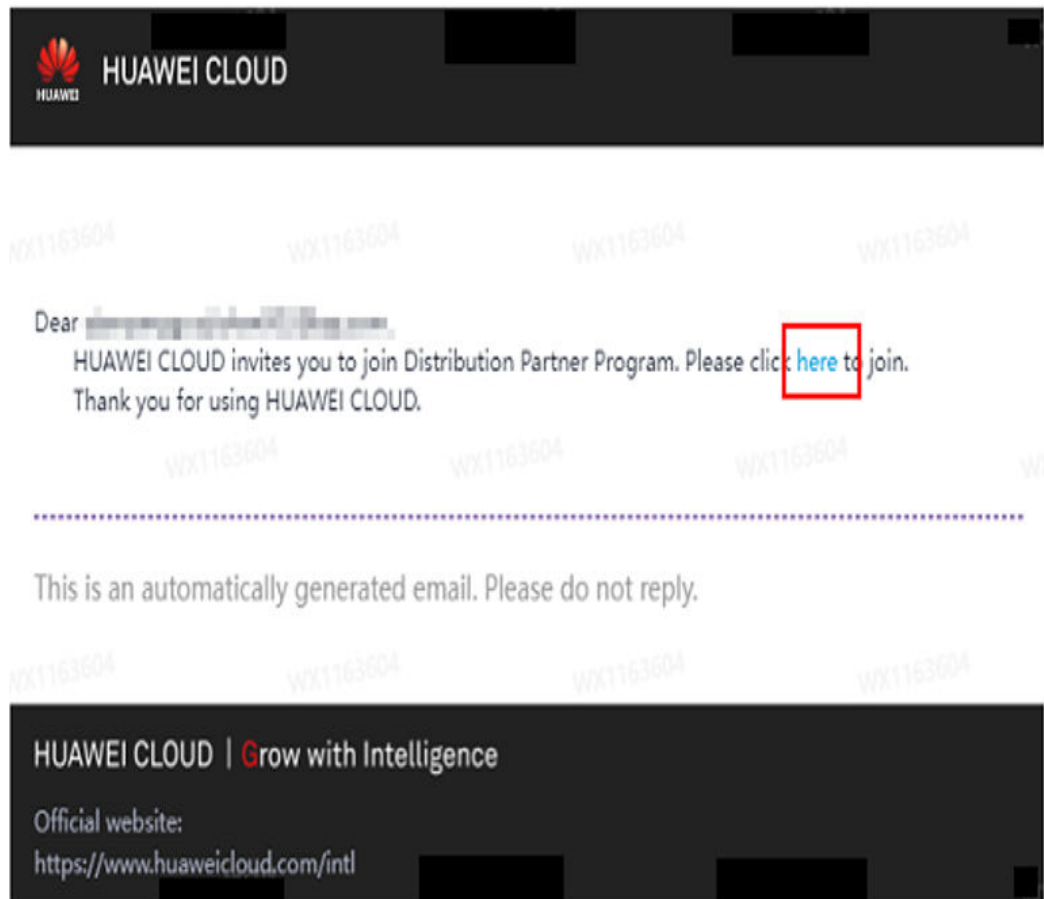 HUAWEI
HUAWEI CLOUD
WX1163604 WX1163604 WX1163604 WX1163604
Dear
HUAWEI CLOUD invites you to join Distribution Partner Program. Please click here to join.
Thank you for using HUAWEI CLOUD.
WX1163604 WX1163604 WX1163604
This is an automatically generated email. Please do not reply.
WX1163604 WX1163604 WX1163604 WX1163604
HUAWEI CLOUD | Grow with Intelligence
Official website:
https://www.huaweicloud.com/intl